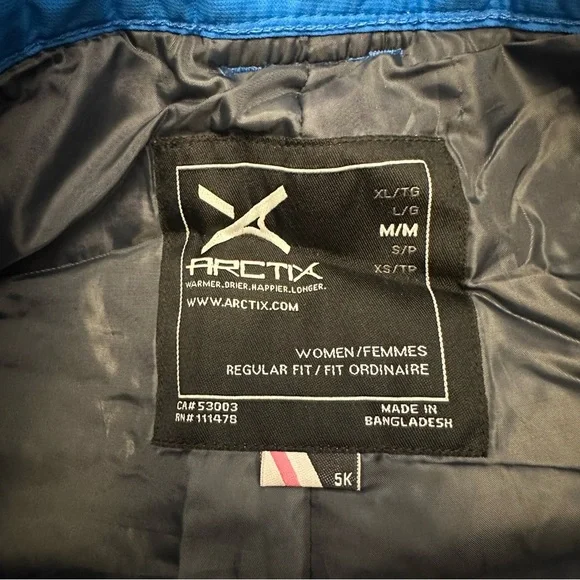 ARCTIX
WARMER.DRIER.HAPPIER.LONGER.
WWW.ARCTIX.COM
XL/TG
L/G
M/M
S/P
XS/TP
WOMEN/FEMMES
REGULAR FIT/FIT ORDINAIRE
CA# 53003
RN# 111478
MADE IN
BANGLADESH
5K